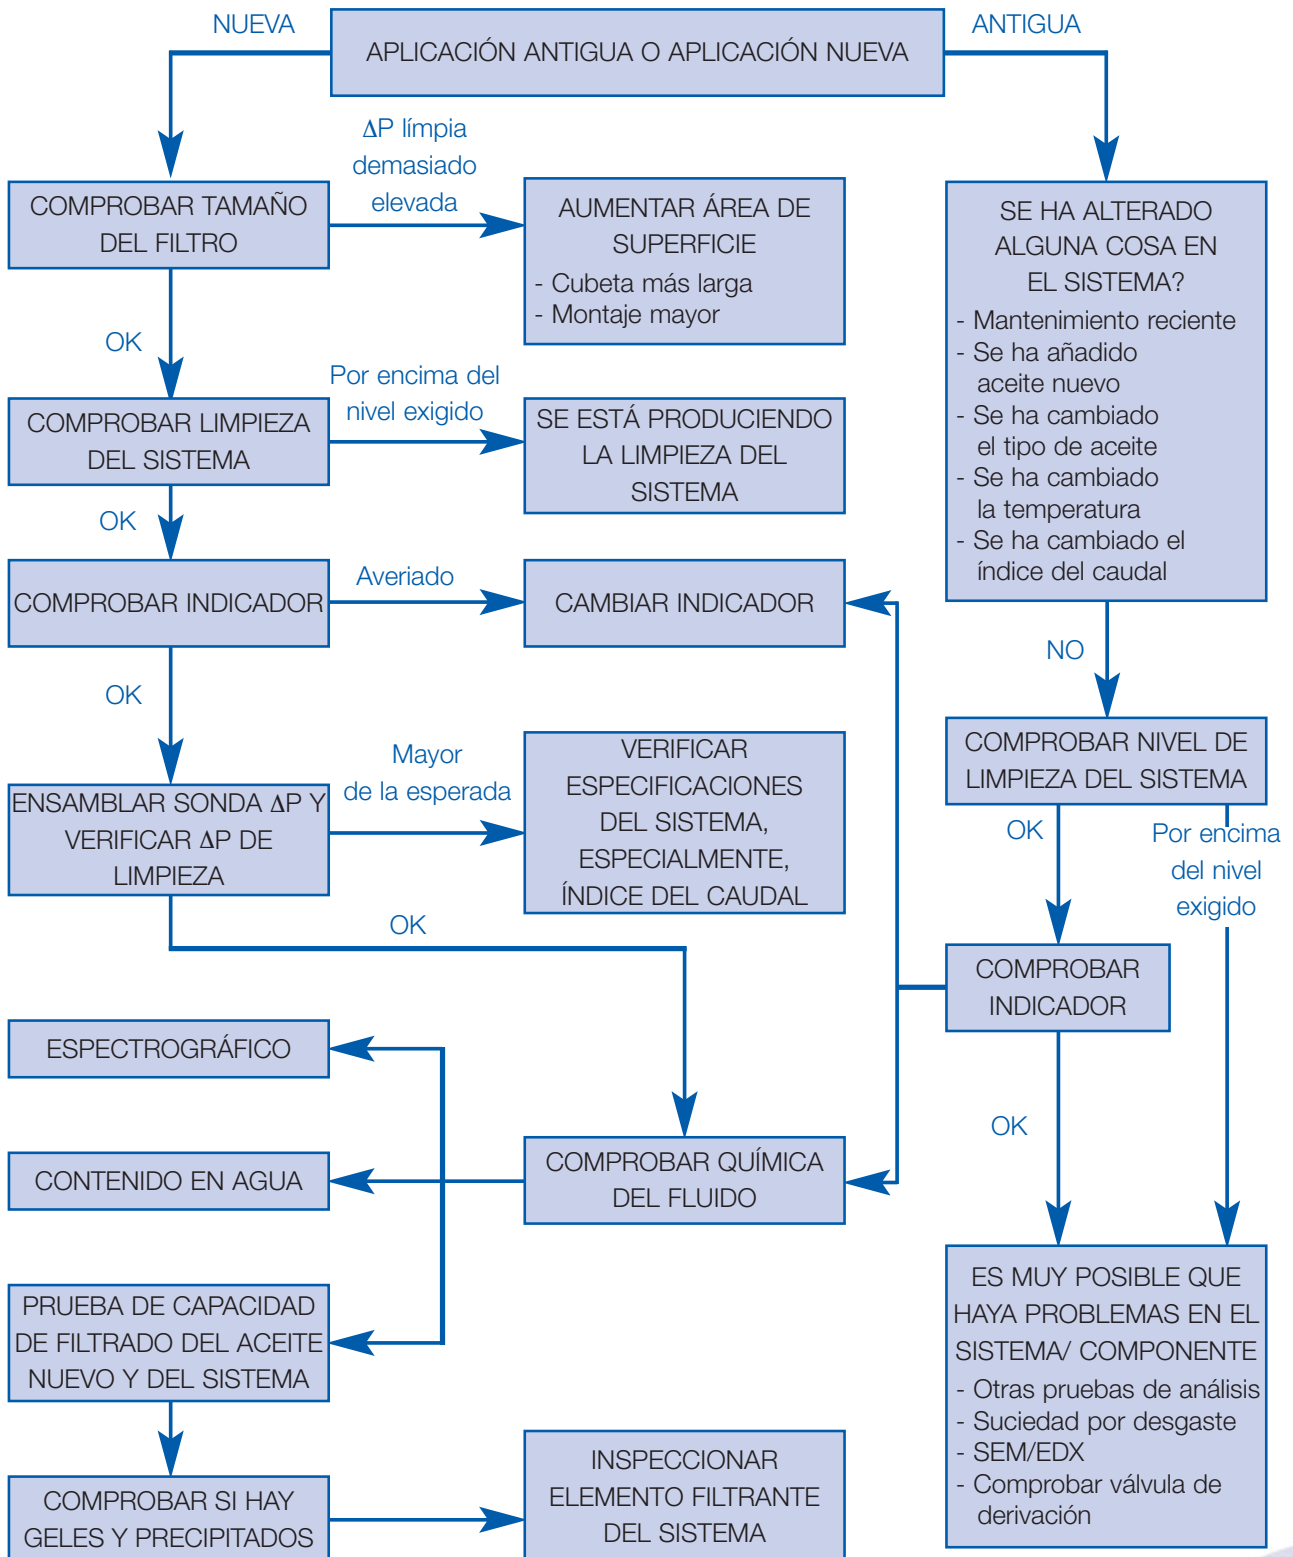 NUEVA
APLICACIÓN ANTIGUA O APLICACIÓN NUEVA
ANTIGUA
ΔP límpia
demasiado
elevada
COMPROBAR TAMAÑO
DEL FILTRO
AUMENTAR ÁREA DE
SUPERFICIE
- Cubeta más larga
- Montaje mayor
SE HA ALTERADO
ALGUNA COSA EN
EL SISTEMA?
- Mantenimiento reciente
- Se ha añadido
aceite nuevo
- Se ha cambiado
el tipo de aceite
- Se ha cambiado
la temperatura
- Se ha cambiado el
índice del caudal
OK
Por encima del
nivel exigido
COMPROBAR LIMPIEZA
DEL SISTEMA
SE ESTÁ PRODUCIENDO
LA LIMPIEZA DEL
SISTEMA
OK
Averiado
COMPROBAR INDICADOR
CAMBIAR INDICADOR
NO
OK
COMPROBAR NIVEL DE
LIMPIEZA DEL SISTEMA
Mayor
de la esperada
ENSAMBLAR SONDA ΔP Y
VERIFICAR ΔP DE
LIMPIEZA
VERIFICAR
ESPECIFICACIONES
DEL SISTEMA,
ESPECIALMENTE,
ÍNDICE DEL CAUDAL
OK
Por encima
del nivel
exigido
OK
COMPROBAR
INDICADOR
ESPECTROGRÁFICO
OK
CONTENIDO EN AGUA
COMPROBAR QUÍMICA
DEL FLUIDO
PRUEBA DE CAPACIDAD
DE FILTRADO DEL ACEITE
NUEVO Y DEL SISTEMA
ES MUY POSIBLE QUE
HAYA PROBLEMAS EN EL
SISTEMA/ COMPONENTE
- Otras pruebas de análisis
- Suciedad por desgaste
- SEM/EDX
- Comprobar válvula de
derivación
COMPROBAR SI HAY
GELES Y PRECIPITADOS
INSPECCIONAR
ELEMENTO FILTRANTE
DEL SISTEMA